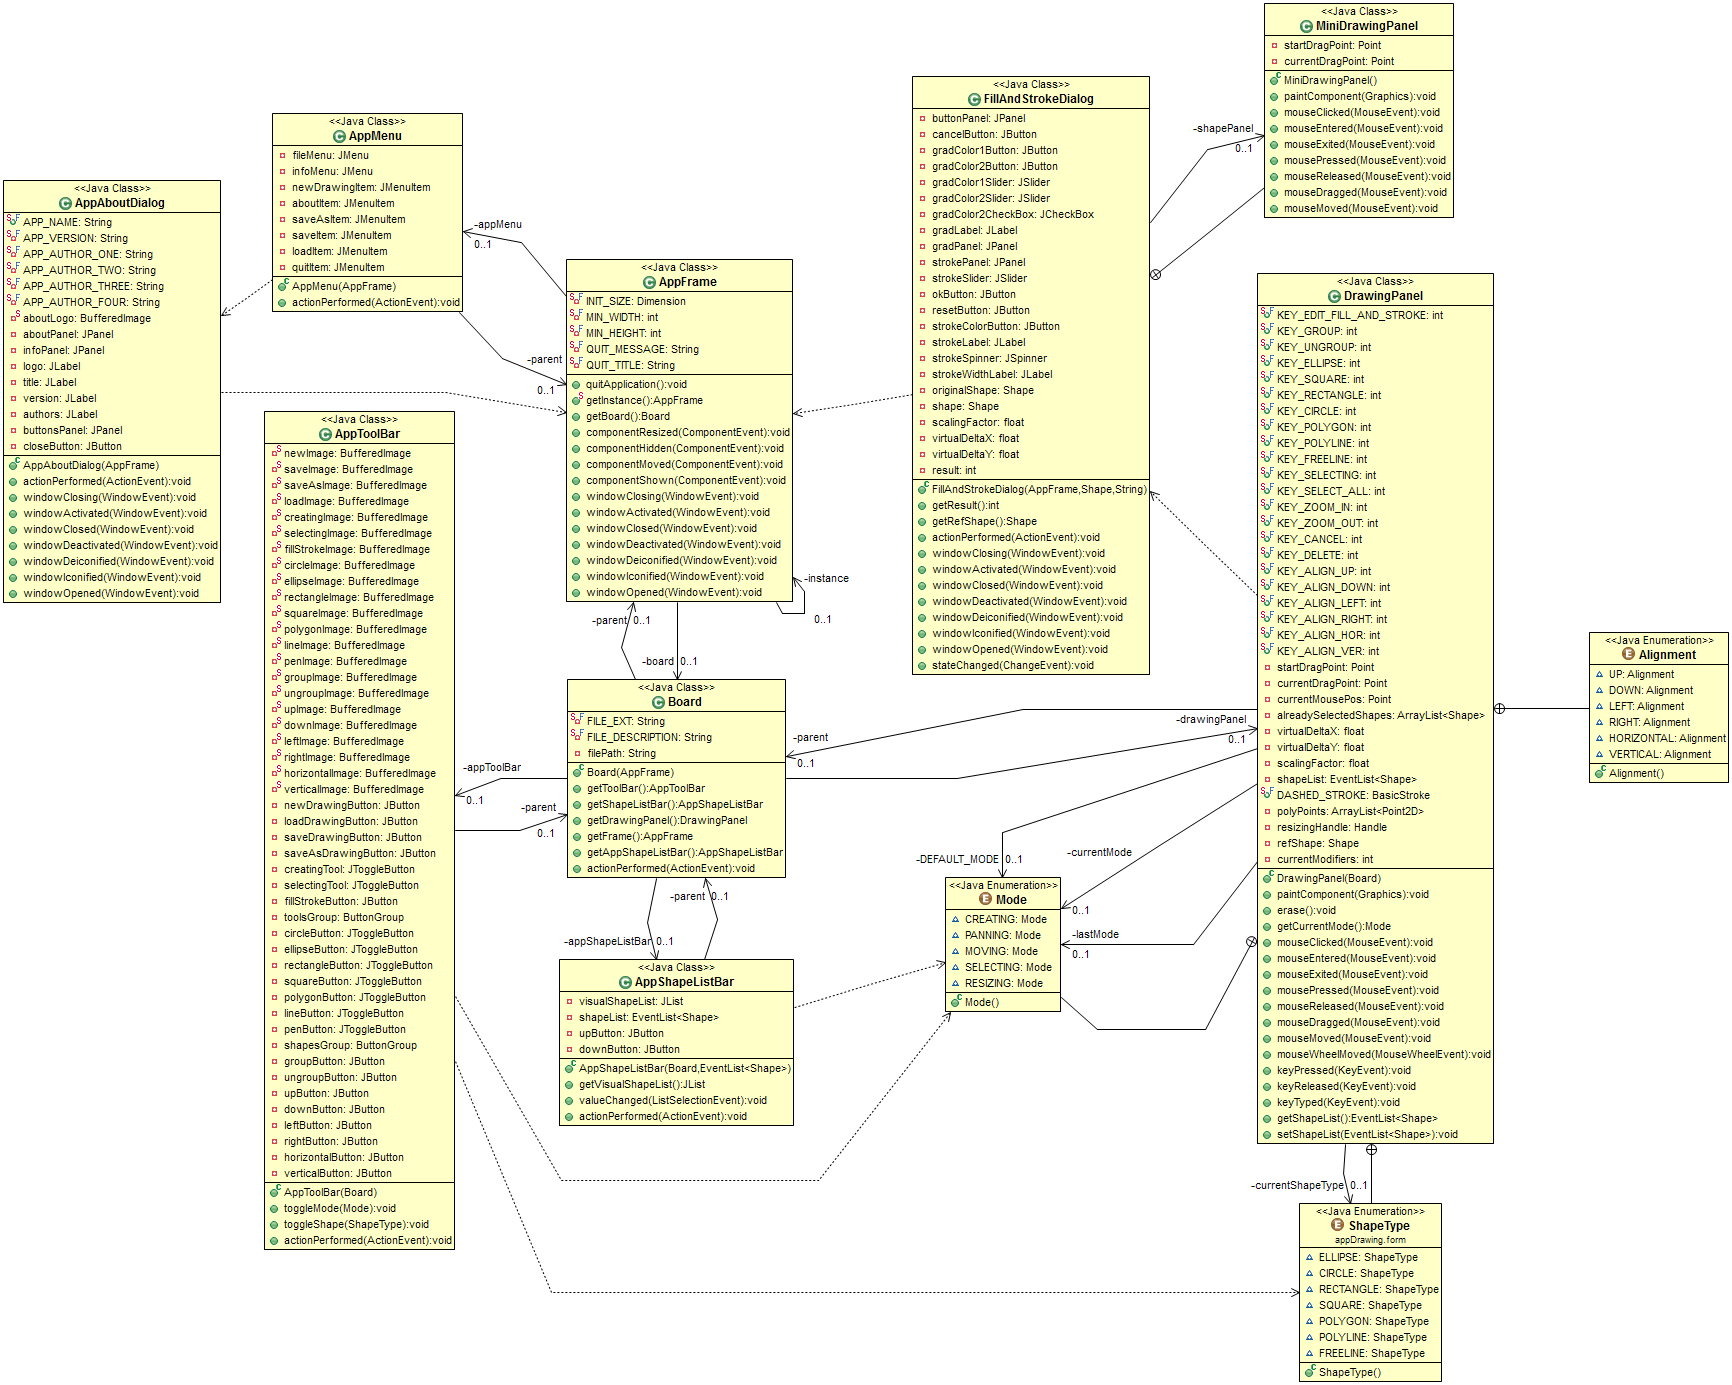 <<Java Class>>
MiniDrawingPanel
startDragPoint: Point
currentDragPoint: Point
MiniDrawingPanel()
paintComponent(Graphics):void
mouseClicked(MouseEvent):void
mouseEntered(MouseEvent):void
mouseExited(MouseEvent):void
mousePressed(MouseEvent):void
mouseReleased(MouseEvent):void
mouseDragged(MouseEvent):void
mouseMoved(MouseEvent):void
<<Java Class>>
FillAndStrokeDialog
buttonPanel: JPanel
cancelButton: JButton
gradColor1Button: JButton
gradColor2Button: JButton
gradColor1Slider: JSlider
gradColor2Slider: JSlider
gradColor2CheckBox: JCheckBox
gradLabel: JLabel
gradPanel: JPanel
strokePanel: JPanel
strokeSlider: JSlider
okButton: JButton
resetButton: JButton
strokeColorButton: JButton
strokeLabel: JLabel
strokeSpinner: JSpinner
strokeWidthLabel: JLabel
originalShape: Shape
shape: Shape
scalingFactor: float
virtualDeltaX: float
virtualDeltaY: float
result: int
FillAndStrokeDialog(AppFrame,Shape,String)
getResult():int
getRefShape():Shape
actionPerformed(ActionEvent):void
windowClosing(WindowEvent):void
windowActivated(WindowEvent):void
windowClosed(WindowEvent):void
windowDeactivated(WindowEvent):void
windowDeiconified(WindowEvent):void
windowIconified(WindowEvent):void
windowOpened(WindowEvent):void
stateChanged(ChangeEvent):void
-shapePanel
0..1
<<Java Class>>
AppMenu
fileMenu: JMenu
infoMenu: JMenu
newDrawingItem: JMenuItem
aboutItem: JMenuItem
saveAsItem: JMenuItem
saveItem: JMenuItem
loadItem: JMenuItem
quitItem: JMenuItem
AppMenu(AppFrame)
actionPerformed(ActionEvent):void
-appMenu
0..1
-parent
0..1
<<Java Class>>
AppAboutDialog
APP_NAME: String
APP_VERSION: String
APP_AUTHOR_ONE: String
APP_AUTHOR_TWO: String
APP_AUTHOR_THREE: String
APP_AUTHOR_FOUR: String
aboutLogo: BufferedImage
aboutPanel: JPanel
infoPanel: JPanel
logo: JLabel
title: JLabel
version: JLabel
authors: JLabel
buttonsPanel: JPanel
closeButton: JButton
AppAboutDialog(AppFrame)
actionPerformed(ActionEvent):void
windowClosing(WindowEvent):void
windowActivated(WindowEvent):void
windowClosed(WindowEvent):void
windowDeactivated(WindowEvent):void
windowDeiconified(WindowEvent):void
windowIconified(WindowEvent):void
windowOpened(WindowEvent):void
<<Java Class>>
AppFrame
INIT_SIZE: Dimension
MIN_WIDTH: int
MIN_HEIGHT: int
QUIT_MESSAGE: String
QUIT_TITLE: String
quitApplication():void
getInstance():AppFrame
getBoard():Board
componentResized(ComponentEvent):void
componentHidden(ComponentEvent):void
componentMoved(ComponentEvent):void
componentShown(ComponentEvent):void
windowClosing(WindowEvent):void
windowActivated(WindowEvent):void
windowClosed(WindowEvent):void
windowDeactivated(WindowEvent):void
windowDeiconified(WindowEvent):void
windowIconified(WindowEvent):void
windowOpened(WindowEvent):void
-instance
0..1
-parent 0..1
-board 0..1
<<Java Class>>
DrawingPanel
KEY_EDIT_FILL_AND_STROKE: int
KEY_GROUP: int
KEY_UNGROUP: int
KEY_ELLIPSE: int
KEY_SQUARE: int
KEY_RECTANGLE: int
KEY_CIRCLE: int
KEY_POLYGON: int
KEY_POLYLINE: int
KEY_FREELINE: int
KEY_SELECTING: int
KEY_SELECT_ALL: int
KEY_ZOOM_IN: int
KEY_ZOOM_OUT: int
KEY_CANCEL: int
KEY_DELETE: int
KEY_ALIGN_UP: int
KEY_ALIGN_DOWN: int
KEY_ALIGN_LEFT: int
KEY_ALIGN_RIGHT: int
KEY_ALIGN_HOR: int
KEY_ALIGN_VER: int
startDragPoint: Point
currentDragPoint: Point
currentMousePos: Point
alreadySelectedShapes: ArrayList<Shape>
virtualDeltaX: float
virtualDeltaY: float
scalingFactor: float
shapeList: EventList<Shape>
DASHED_STROKE: BasicStroke
polyPoints: ArrayList<Point2D>
resizingHandle: Handle
refShape: Shape
currentModifiers: int
DrawingPanel(Board)
paintComponent(Graphics):void
erase():void
getCurrentMode():Mode
mouseClicked(MouseEvent):void
mouseEntered(MouseEvent):void
mouseExited(MouseEvent):void
mousePressed(MouseEvent):void
mouseReleased(MouseEvent):void
mouseDragged(MouseEvent):void
mouseMoved(MouseEvent):void
mouseWheelMoved(MouseWheelEvent):void
keyPressed(KeyEvent):void
keyReleased(KeyEvent):void
keyTyped(KeyEvent):void
getShapeList():EventList<Shape>
setShapeList(EventList<Shape>):void
<<Java Class>>
AppToolBar
newImage: BufferedImage
saveImage: BufferedImage
saveAsImage: BufferedImage
loadImage: BufferedImage
creatingImage: BufferedImage
selectingImage: BufferedImage
fillStrokeImage: BufferedImage
circleImage: BufferedImage
ellipseImage: BufferedImage
rectangleImage: BufferedImage
squareImage: BufferedImage
polygonImage: BufferedImage
lineImage: BufferedImage
penImage: BufferedImage
groupImage: BufferedImage
ungroupImage: BufferedImage
upImage: BufferedImage
downImage: BufferedImage
leftImage: BufferedImage
rightImage: BufferedImage
horizontalImage: BufferedImage
verticalImage: BufferedImage
newDrawingButton: JButton
loadDrawingButton: JButton
saveDrawingButton: JButton
saveAsDrawingButton: JButton
creatingTool: JToggleButton
selectingTool: JToggleButton
fillStrokeButton: JButton
toolsGroup: ButtonGroup
circleButton: JToggleButton
ellipseButton: JToggleButton
rectangleButton: JToggleButton
squareButton: JToggleButton
polygonButton: JToggleButton
lineButton: JToggleButton
penButton: JToggleButton
shapesGroup: ButtonGroup
groupButton: JButton
ungroupButton: JButton
upButton: JButton
downButton: JButton
leftButton: JButton
rightButton: JButton
horizontalButton: JButton
verticalButton: JButton
AppToolBar(Board)
toggleMode(Mode):void
toggleShape(ShapeType):void
actionPerformed(ActionEvent):void
<<Java Enumeration>>
Alignment
UP: Alignment
DOWN: Alignment
LEFT: Alignment
RIGHT: Alignment
HORIZONTAL: Alignment
VERTICAL: Alignment
Alignment()
<<Java Class>>
Board
FILE_EXT: String
FILE_DESCRIPTION: String
filePath: String
Board(AppFrame)
getToolBar():AppToolBar
getShapeListBar():AppShapeListBar
getDrawingPanel():DrawingPanel
getFrame():AppFrame
getAppShapeListBar():AppShapeListBar
actionPerformed(ActionEvent):void
-drawingPanel
0..1
-parent
0..1
-appToolBar
0..1
-parent
0..1
-parent 0..1
-appShapeListBar 0..1
-DEFAULT_MODE 0..1
-currentMode
0..1
-lastMode
0..1
<<Java Enumeration>>
Mode
CREATING: Mode
PANNING: Mode
MOVING: Mode
SELECTING: Mode
RESIZING: Mode
Mode()
<<Java Class>>
AppShapeListBar
visualShapeList: JList
shapeList: EventList<Shape>
upButton: JButton
downButton: JButton
AppShapeListBar(Board,EventList<Shape>)
getVisualShapeList():JList
valueChanged(ListSelectionEvent):void
actionPerformed(ActionEvent):void
-currentShapeType 0..1
<<Java Enumeration>>
ShapeType
appDrawing.form
ELLIPSE: ShapeType
CIRCLE: ShapeType
RECTANGLE: ShapeType
SQUARE: ShapeType
POLYGON: ShapeType
POLYLINE: ShapeType
FREELINE: ShapeType
ShapeType()